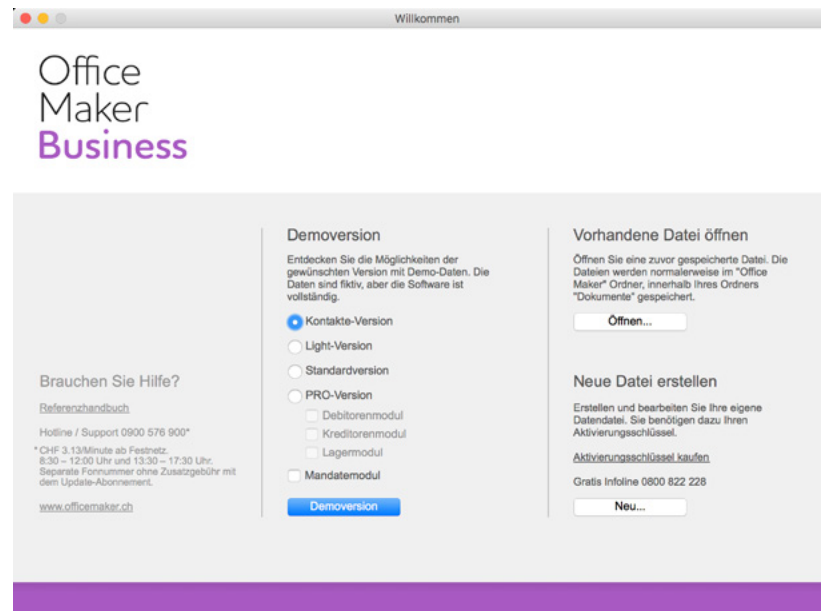 Willkommen
Office
Maker
Business
Brauchen Sie Hilfe?
Referenzhandbuch
Hotline / Support 0900 576 900*
*CHF 3.13/Minute ab Festnetz.
8:30 – 12:00 Uhr und 13:30 – 17:30 Uhr.
Separate Fonnummer ohne Zusatzgebühr mit
dem Update-Abonnement.
www.officemaker.ch
Demoversion
Entdecken Sie die Möglichkeiten der
gewünschten Version mit Demo-Daten. Die
Daten sind fiktiv, aber die Software ist
vollständig.
Kontakte-Version
Light-Version
Standardversion
PRO-Version
Debitorenmodul
Kreditorenmodul
Lagermodul
Mandatemodul
Demoversion
Vorhandene Datei öffnen
Öffnen Sie eine zuvor gespeicherte Datei. Die
Dateien werden normalerweise im "Office
Maker" Ordner, innerhalb Ihres Ordners
"Dokumente" gespeichert.
Öffnen...
Neue Datei erstellen
Erstellen und bearbeiten Sie Ihre eigene
Datendatei. Sie benötigen dazu Ihren
Aktivierungsschlüssel.
Aktivierungsschlüssel kaufen
Gratis Infoline 0800 822 228
Neu...